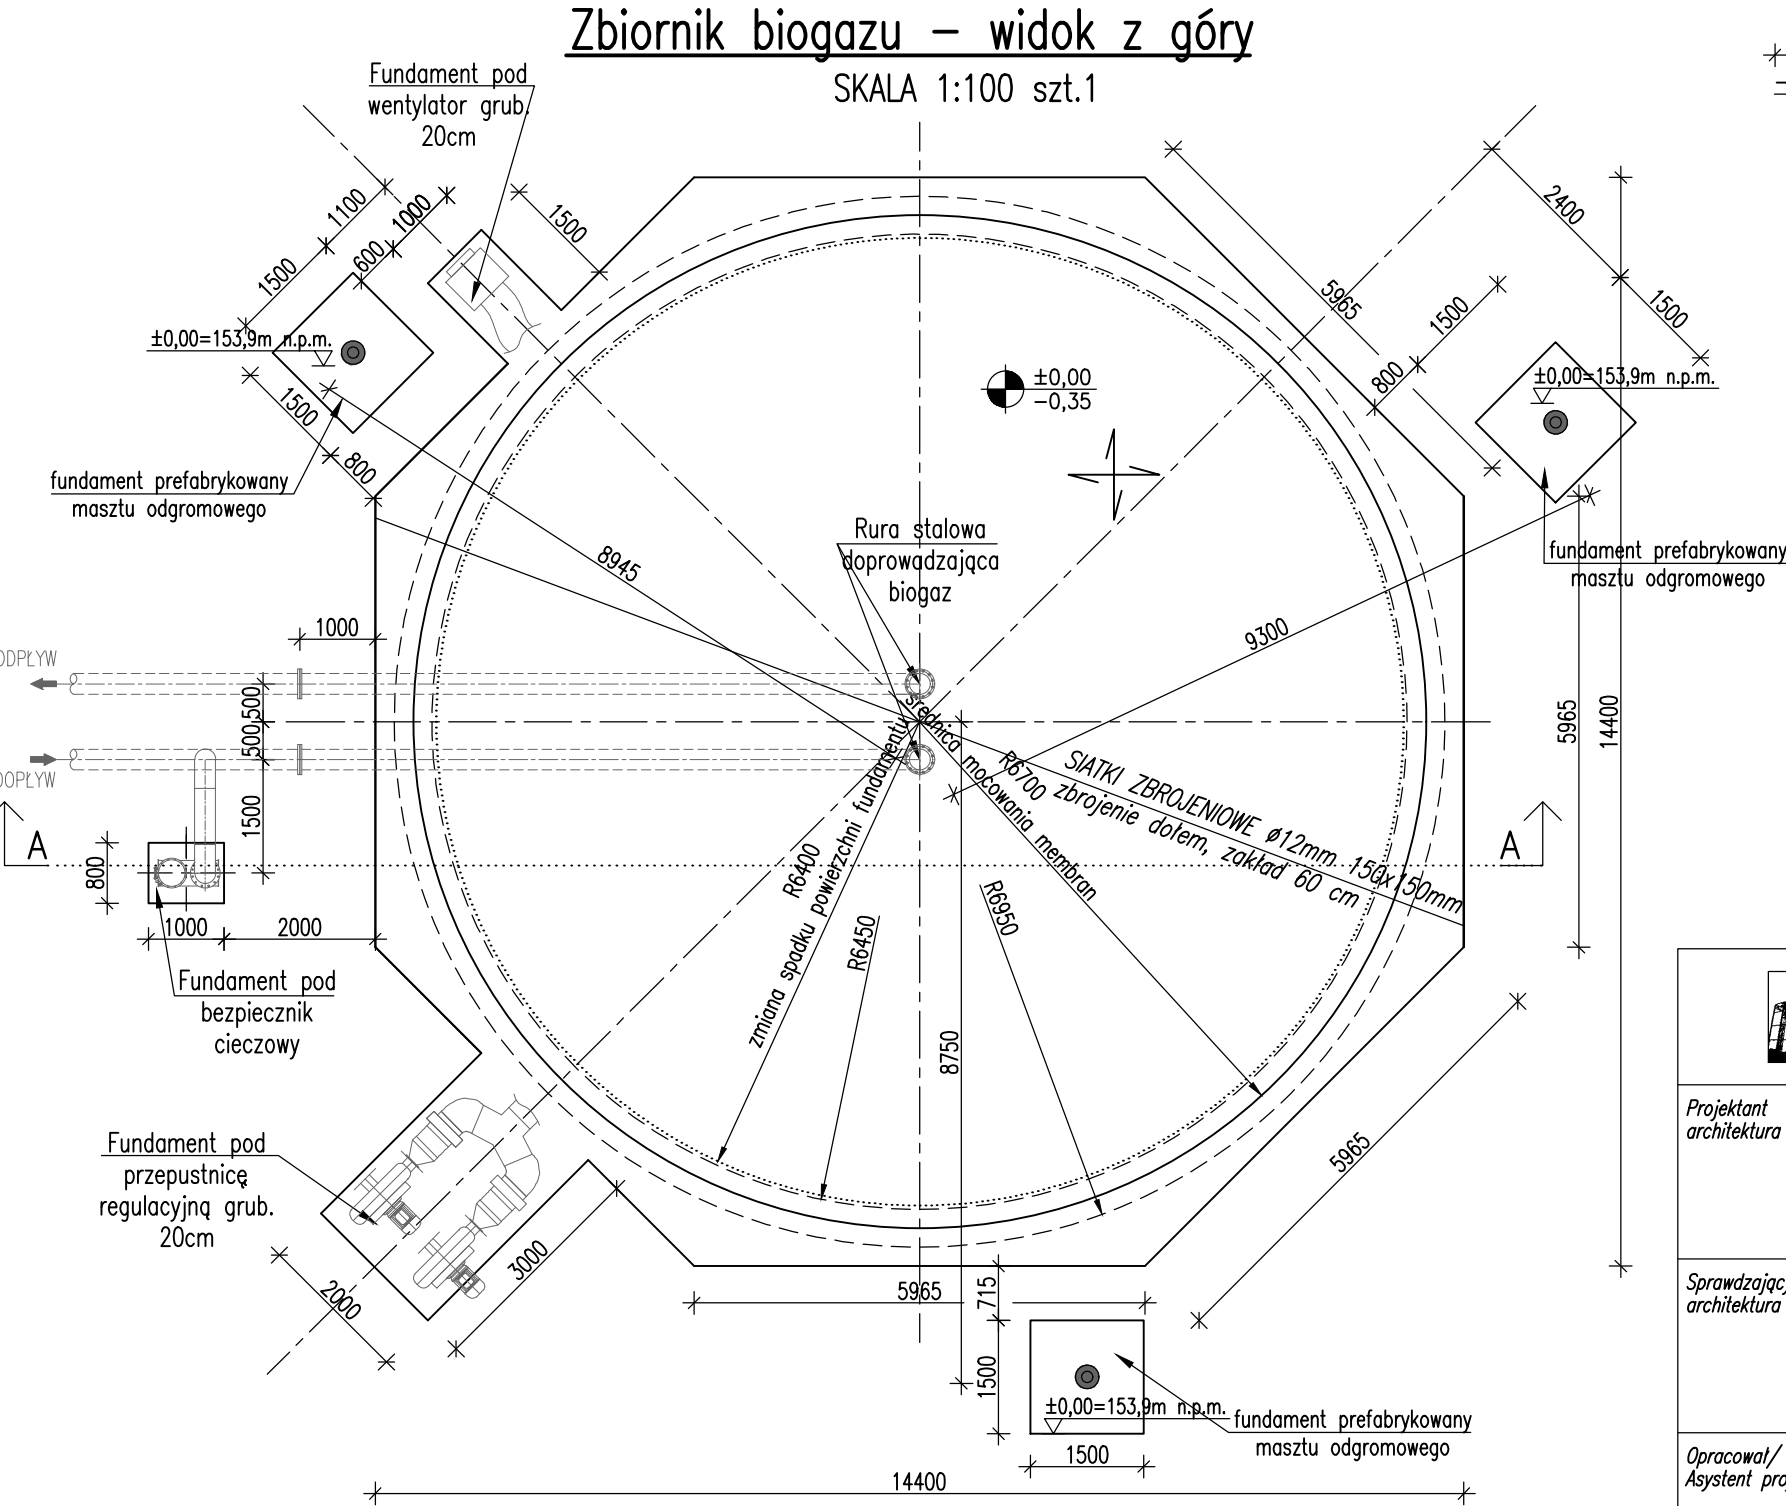 Zbiornik biogazu – widok z góry
SKALA 1:100 szt.1
Fundament pod
wentylator grub.
20cm
1100
1000
1500
600
1500
2400
1500
5965
1500
800
±0,00=153,9m n.p.m.
±0,00=153,9m n.p.m.
±0,00
-0,35
1500
800
fundament prefabrykowany
masztu odgromowego
fundament prefabrykowany
masztu odgromowego
Rura stalowa
doprowadzająca
biogaz
8945
9300
1000
ODPŁYW
500
500
DOPŁYW
1500
5965
14400
średnica mocowania membran
R6700
SIATKI ZBROJENIOWE ø12mm 150x150mm
zbrojenie dołem, zakład 60 cm
R6400
zmiana spadku powierzchni fundamentu
R6450
R6950
A
A
800
1000
2000
Fundament pod
bezpiecznik
cieczowy
8750
5965
Fundament pod
przepustnicę
regulacyjną grub.
20cm
3000
2000
5965
715
1500
±0,00=153,9m n.p.m.
fundament prefabrykowany
masztu odgromowego
1500
14400
Projektant
architektura
Sprawdzając
architektura
Opracował/
Asystent pro